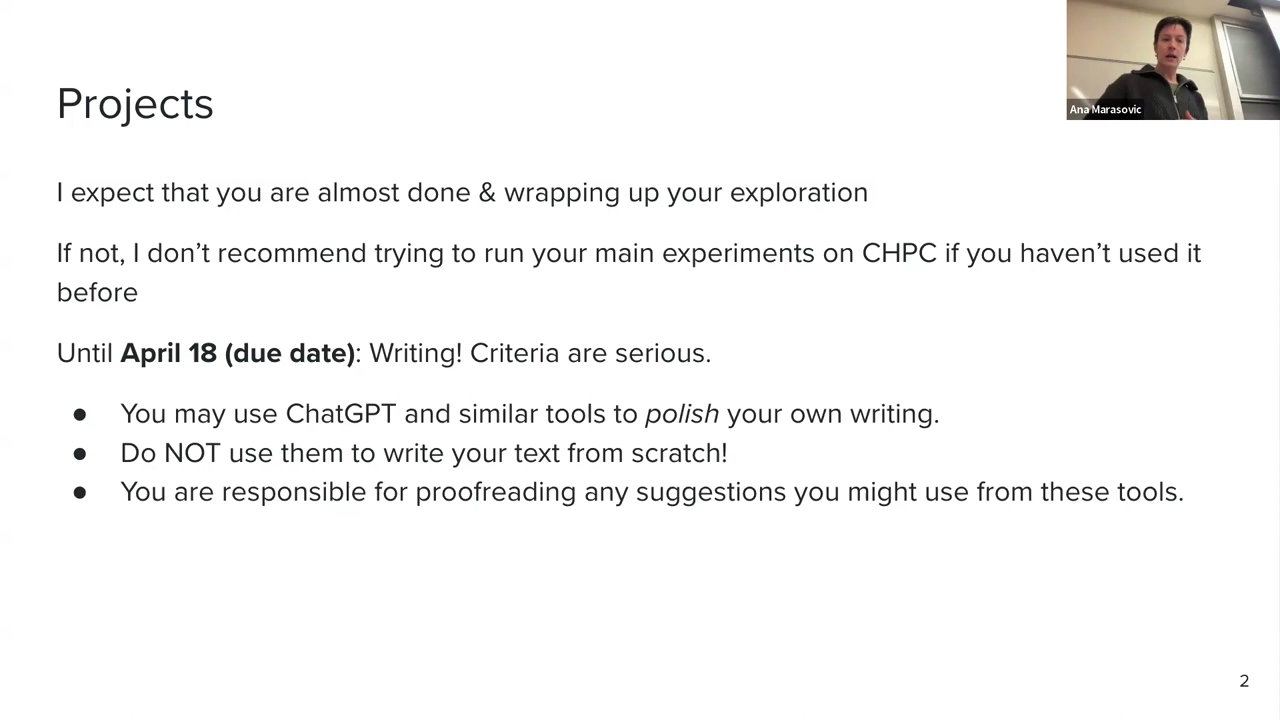 Ana Marasovic
Projects
I expect that you are almost done & wrapping up your exploration
If not, I don’t recommend trying to run your main experiments on CHPC if you haven’t used it
before
Until April 18 (due date): Writing! Criteria are serious.
● You may use ChatGPT and similar tools to polish your own writing.
● Do NOT use them to write your text from scratch!
● You are responsible for proofreading any suggestions you might use from these tools.
2